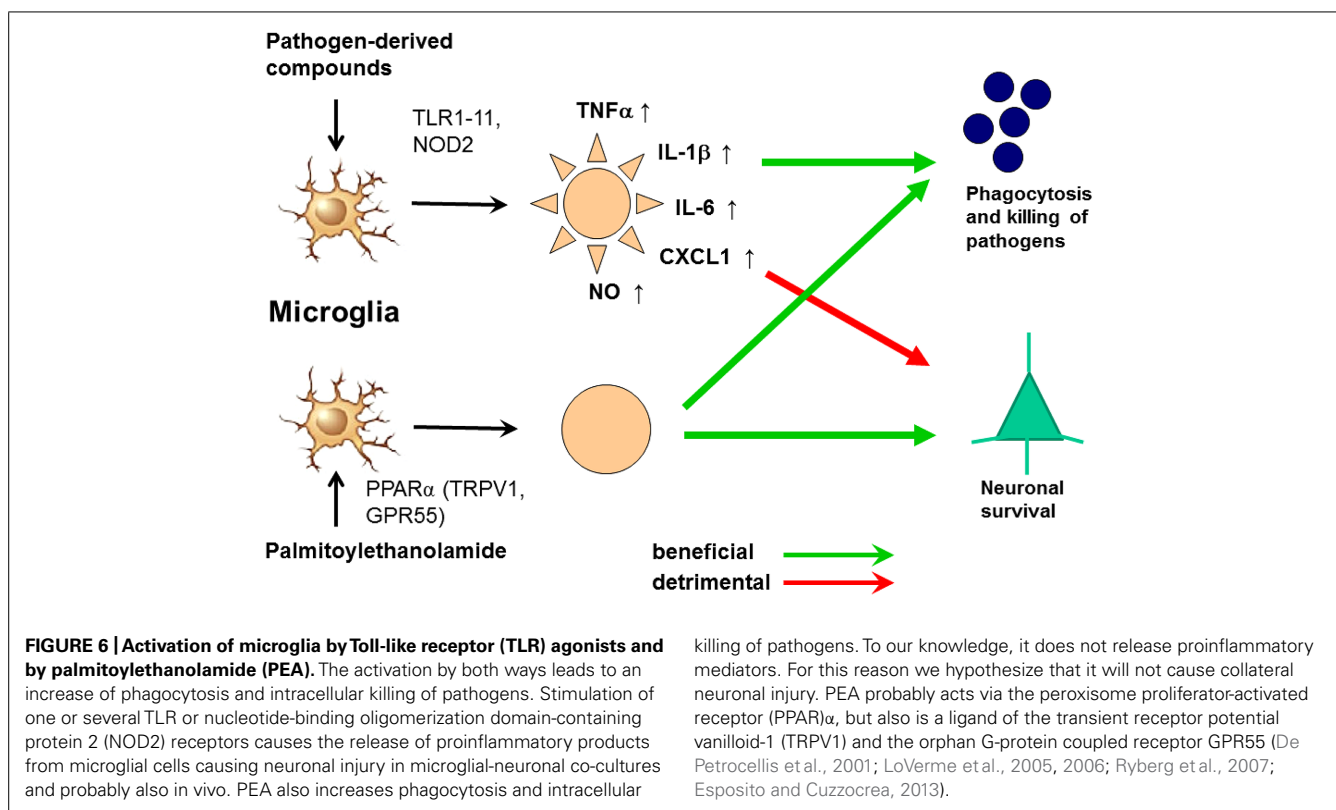 Pathogen-derived
compounds
TLR1-11,
NOD2
TNFα ↑
IL-1β ↑
IL-6 ↑
CXCL1 ↑
NO ↑
Phagocytosis
and killing of
pathogens
Microglia
PPARα (TRPV1,
GPR55)
Palmitoylethanolamide
Neuronal
survival
beneficial
detrimental
FIGURE 6 | Activation of microglia by Toll-like receptor (TLR) agonists and
by palmitoylethanolamide (PEA). The activation by both ways leads to an
increase of phagocytosis and intracellular killing of pathogens. Stimulation of
one or several TLR or nucleotide-binding oligomerization domain-containing
protein 2 (NOD2) receptors causes the release of proinflammatory products
from microglial cells causing neuronal injury in microglial-neuronal co-cultures
and probably also in vivo. PEA also increases phagocytosis and intracellular
killing of pathogens. To our knowledge, it does not release proinflammatory
mediators. For this reason we hypothesize that it will not cause collateral
neuronal injury. PEA probably acts via the peroxisome proliferator-activated
receptor (PPAR)α, but also is a ligand of the transient receptor potential
vanilloid-1 (TRPV1) and the orphan G-protein coupled receptor GPR55 (De
Petrocellis et al., 2001; LoVerme et al., 2005, 2006; Ryberg et al., 2007;
Esposito and Cuzzocrea, 2013).